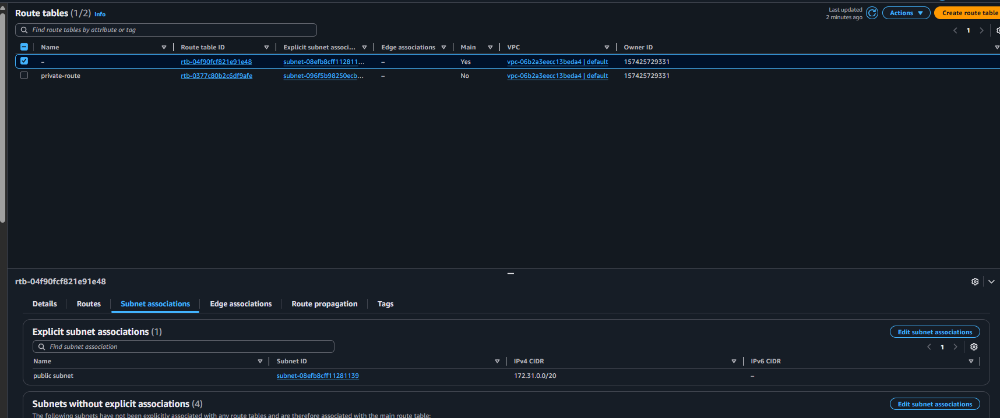 Route tables (1/2) Info
Last updated
2 minutes ago
Actions
Create route table
Find route tables by attribute or tag
1
Name Route table ID Explicit subnet associ... Edge associations Main VPC Owner ID
– rtb-04f90fcf821e91e48 subnet-08efb8cff112811... – Yes vpc-06b2a3eecc13beda4 | default 157425729331
private-route rtb-0377c80b2c6df9afe subnet-096f5b98250ecb... – No vpc-06b2a3eecc13beda4 | default 157425729331
rtb-04f90fcf821e91e48
Details Routes Subnet associations Edge associations Route propagation Tags
Explicit subnet associations (1)
Edit subnet associations
Find subnet association
1
Name Subnet ID IPv4 CIDR IPv6 CIDR
public subnet subnet-08efb8cff11281139 172.31.0.0/20 –
Subnets without explicit associations (4)
Edit subnet associations
The following subnets have not been explicitly associated with any route tables and are therefore associated with the main route table: